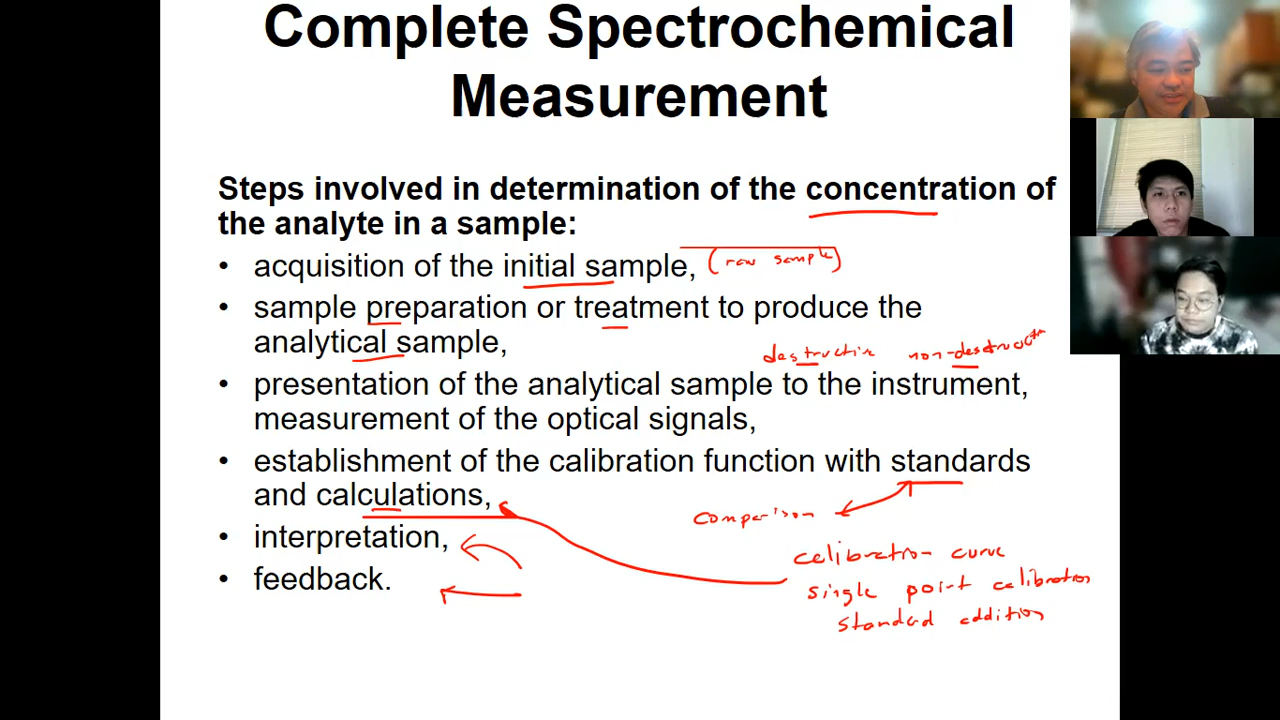 Complete Spectrochemical
Measurement
Steps involved in determination of the concentration of
the analyte in a sample:
• acquisition of the initial sample, (raw sample)
• sample preparation or treatment to produce the
analytical sample,
destructive non-destructive
• presentation of the analytical sample to the instrument,
measurement of the optical signals,
• establishment of the calibration function with standards
and calculations,
comparison
• interpretation,
calibration curve
• feedback.
single point calibration
standard addition